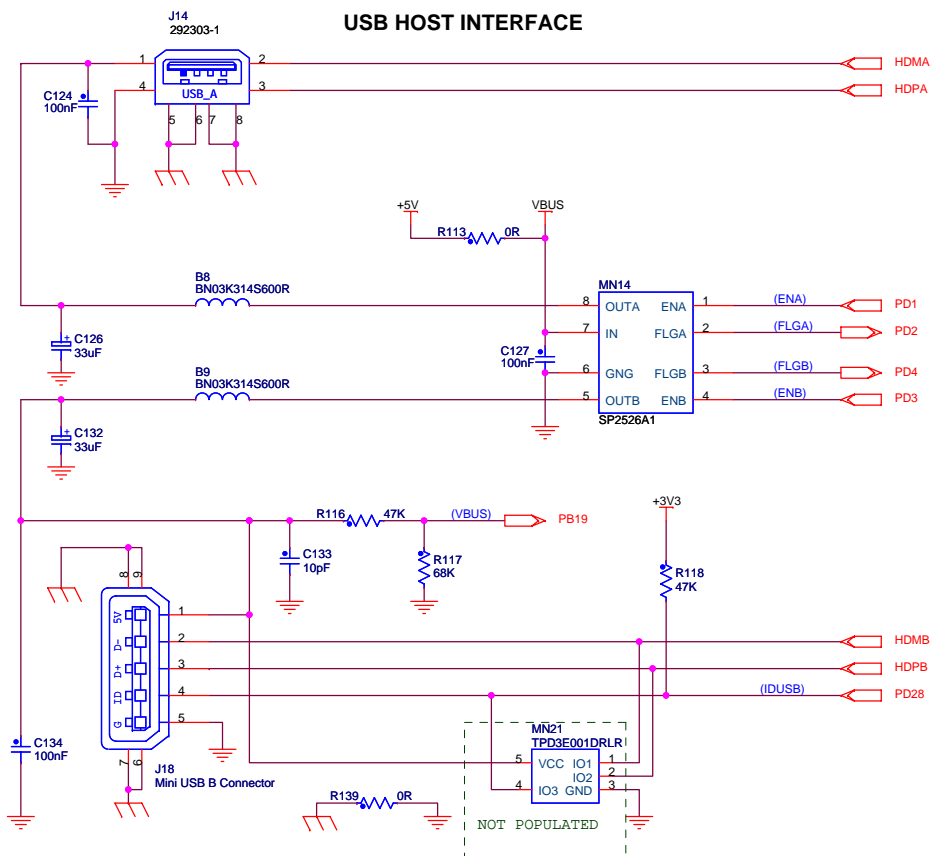 USB HOST INTERFACE
J14
292303-1
1
2
HDMA
4
3
HDPA
USB_A
C124
100nF
5
6
7
8
+5V
VBUS
R113
0R
B8
BN03K314S600R
MN14
8
OUTA
ENA
1
(ENA)
PD1
7
IN
FLGA
2
(FLGA)
PD2
C126
33uF
C127
100nF
6
GNG
FLGB
3
(FLGB)
PD4
B9
BN03K314S600R
5
OUTB
ENB
4
(ENB)
PD3
SP2526A1
C132
33uF
+3V3
R116
47K
(VBUS)
PB19
C133
10pF
R117
68K
R118
47K
8
9
5V
1
D-
2
HDMB
D+
3
HDPB
ID
4
(IDUSB)
PD28
G
5
MN21
TPD3E001DRLR
C134
100nF
7
6
J18
Mini USB B Connector
5
VCC
IO1
1
IO2
2
4
IO3
GND
3
R139
0R
NOT POPULATED